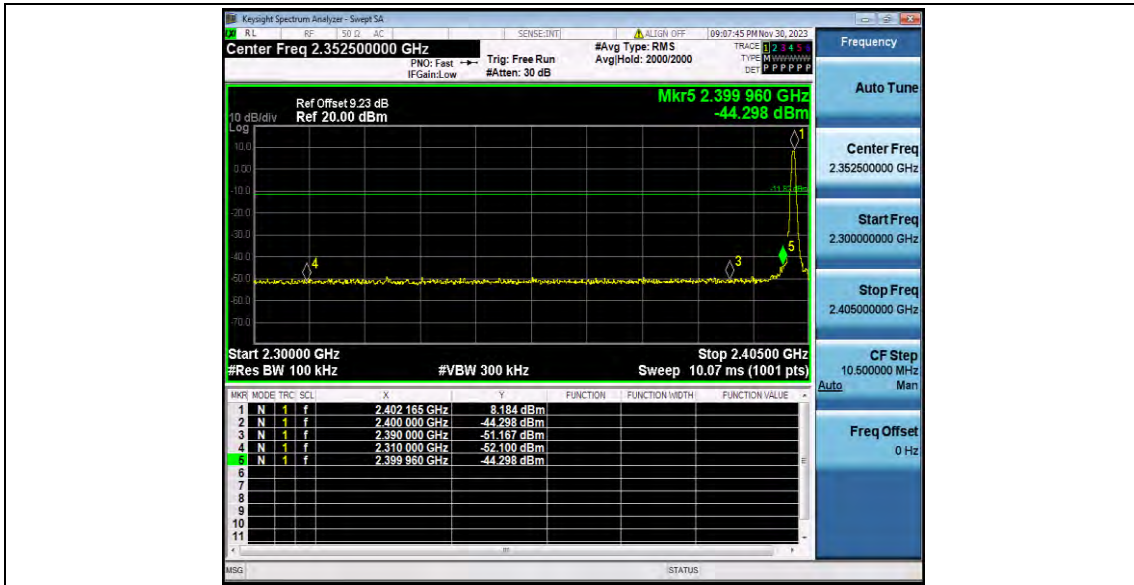 Keysight Spectrum Analyzer - Swept SA
RL RF 50 Ω AC SENSE:INT ALIGN OFF 09:07:45 PM Nov 30, 2023
Center Freq 2.352500000 GHz
PNO: Fast
IFGain:Low
Trig: Free Run
#Atten: 30 dB
#Avg Type: RMS
Avg|Hold: 2000/2000
TRACE 1 2 3 4 5 6
TYPE M WWWWW
DET P P P P P P
Ref Offset 9.23 dB
10 dB/div Ref 20.00 dBm
Log
Mkr5 2.399 960 GHz
-44.298 dBm
10.0
0.00
-10.0
-20.0
-30.0
-40.0
-50.0
-60.0
-70.0
1
5
3
4
Start 2.30000 GHz Stop 2.40500 GHz
#Res BW 100 kHz #VBW 300 kHz Sweep 10.07 ms (1001 pts)
MKR MODE TRC SCL X Y FUNCTION FUNCTION WIDTH FUNCTION VALUE
1 N 1 f 2.402 165 GHz 8.184 dBm
2 N 1 f 2.400 000 GHz -44.298 dBm
3 N 1 f 2.390 000 GHz -51.167 dBm
4 N 1 f 2.310 000 GHz -52.100 dBm
5 N 1 f 2.399 960 GHz -44.298 dBm
6
7
8
9
10
11
MSG STATUS
Frequency
Auto Tune
Center Freq
2.352500000 GHz
Start Freq
2.300000000 GHz
Stop Freq
2.405000000 GHz
CF Step
10.500000 MHz
Auto Man
Freq Offset
0 Hz